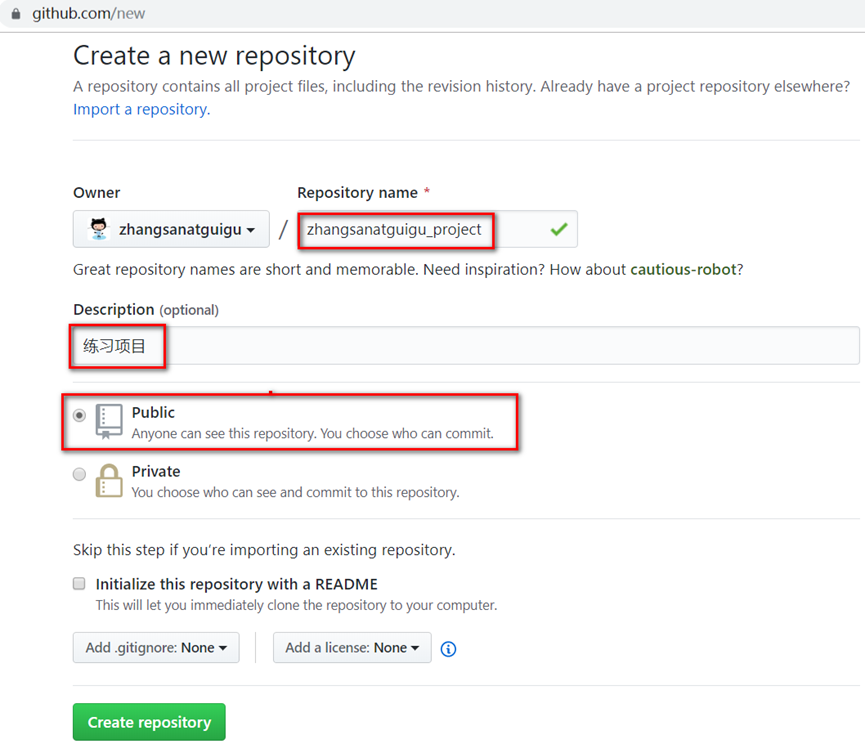 github.com/new
Create a new repository
A repository contains all project files, including the revision history. Already have a project repository elsewhere?
Import a repository.
Owner Repository name *
zhangsanatguigu / zhangsanatguigu_project
Great repository names are short and memorable. Need inspiration? How about cautious-robot?
Description (optional)
练习项目
Public
Anyone can see this repository. You choose who can commit.
Private
You choose who can see and commit to this repository.
Skip this step if you’re importing an existing repository.
Initialize this repository with a README
This will let you immediately clone the repository to your computer.
Add .gitignore: None Add a license: None
Create repository